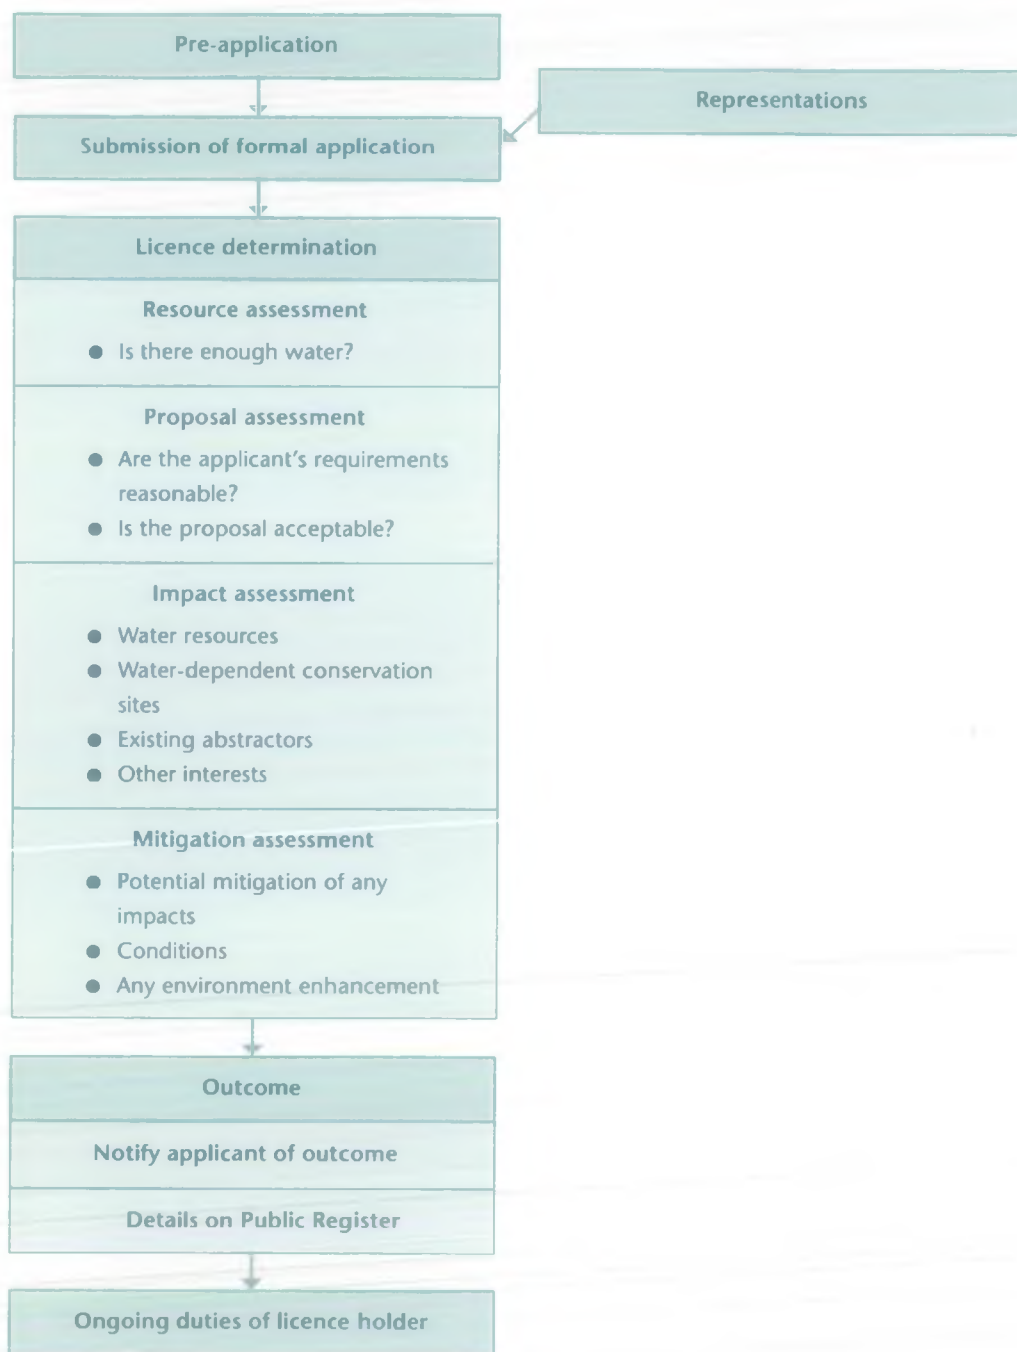 Pre-application
Representations
Submission of formal application
Licence determination
Resource assessment
● Is there enough water?
Proposal assessment
● Are the applicant's requirements
reasonable?
● Is the proposal acceptable?
Impact assessment
● Water resources
● Water-dependent conservation
sites
● Existing abstractors
● Other interests
Mitigation assessment
● Potential mitigation of any
impacts
● Conditions
● Any environment enhancement
Outcome
Notify applicant of outcome
Details on Public Register
Ongoing duties of licence holder